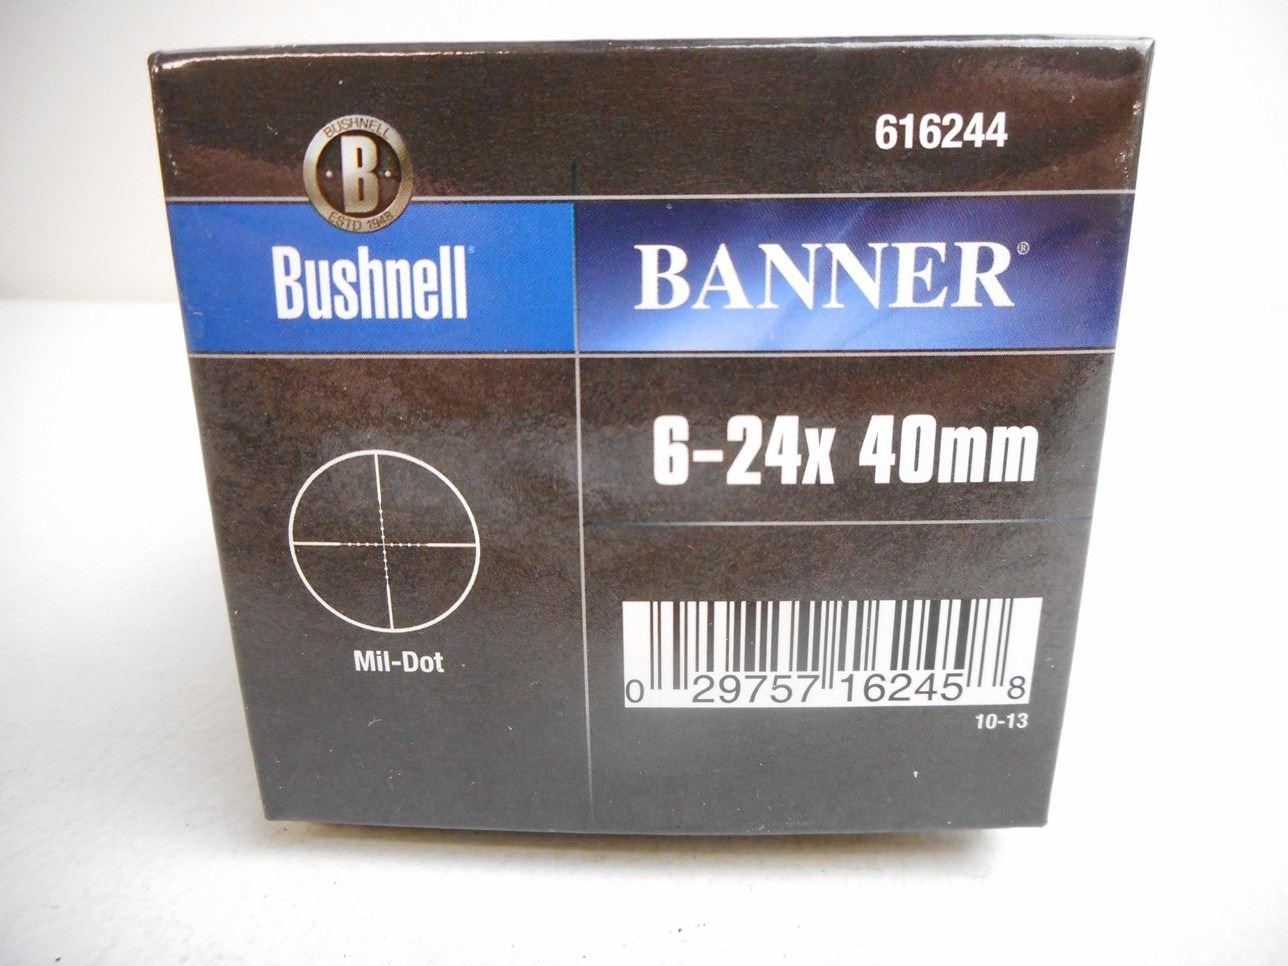 616244
BUSHNELL
B
ESTD 1948
Bushnell®
BANNER®
6-24x 40mm
Mil-Dot
0 29757 16245 8
10-13